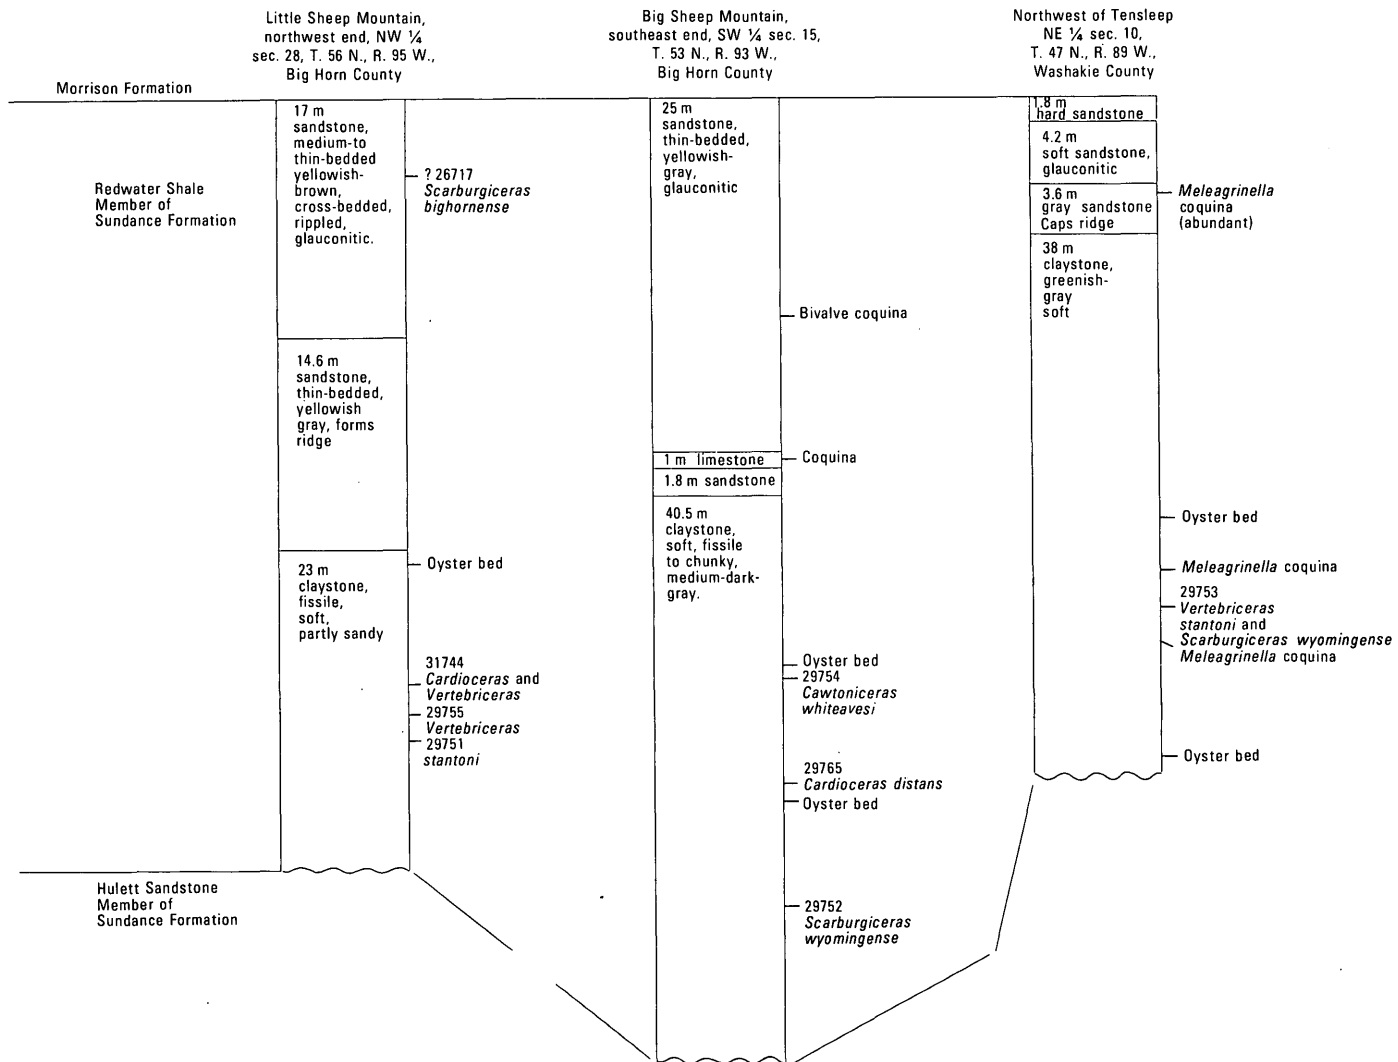 Little Sheep Mountain,
northwest end, NW ¼
sec. 28, T. 56 N., R. 95 W.,
Big Horn County
Big Sheep Mountain,
southeast end, SW ¼ sec. 15,
T. 53 N., R. 93 W.,
Big Horn County
Northwest of Tensleep
NE ¼ sec. 10,
T. 47 N., R. 89 W.,
Washakie County
Morrison Formation
Redwater Shale
Member of
Sundance Formation
Hulett Sandstone
Member of
Sundance Formation
17 m
sandstone,
medium-to
thin-bedded
yellowish-
brown,
cross-bedded,
rippled,
glauconitic.
? 26717
Scarburgiceras
bighornense
14.6 m
sandstone,
thin-bedded,
yellowish
gray, forms
ridge
23 m
claystone,
fissile,
soft,
partly sandy
Oyster bed
31744
Cardioceras and
Vertebriceras
29755
Vertebriceras
29751
stantoni
25 m
sandstone,
thin-bedded,
yellowish-
gray,
glauconitic
Bivalve coquina
1 m limestone
Coquina
1.8 m sandstone
40.5 m
claystone,
soft, fissile
to chunky,
medium-dark-
gray.
Oyster bed
29754
Cawtoniceras
whiteavesi
29765
Cardioceras distans
Oyster bed
29752
Scarburgiceras
wyomingense
1.8 m
hard sandstone
4.2 m
soft sandstone,
glauconitic
3.6 m
gray sandstone
Caps ridge
Meleagrinella
coquina
(abundant)
38 m
claystone,
greenish-
gray
soft
Oyster bed
Meleagrinella coquina
29753
Vertebriceras
stantoni and
Scarburgiceras wyomingense
Meleagrinella coquina
Oyster bed